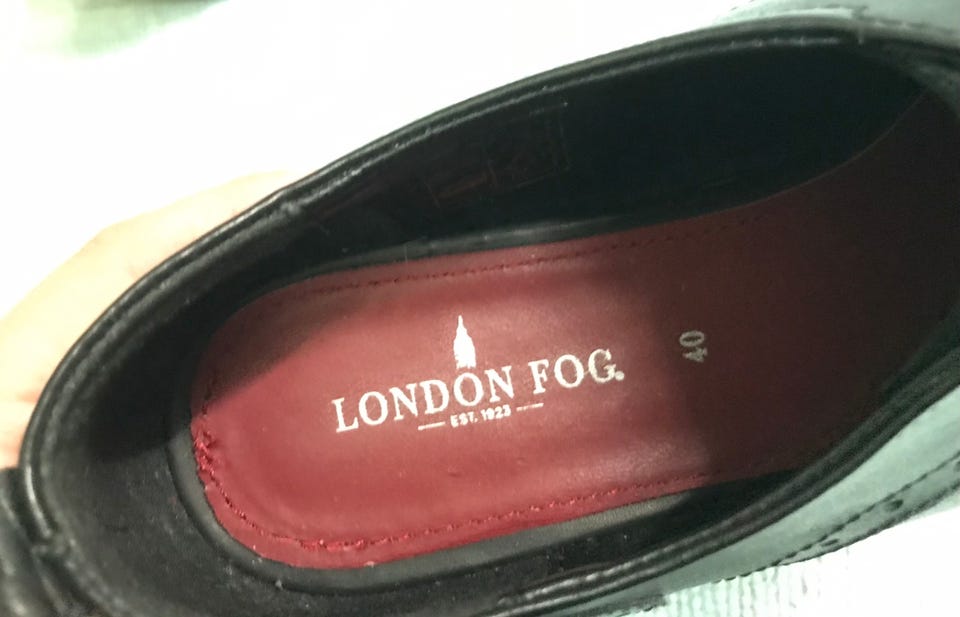 LONDON FOG.
EST. 1923
40